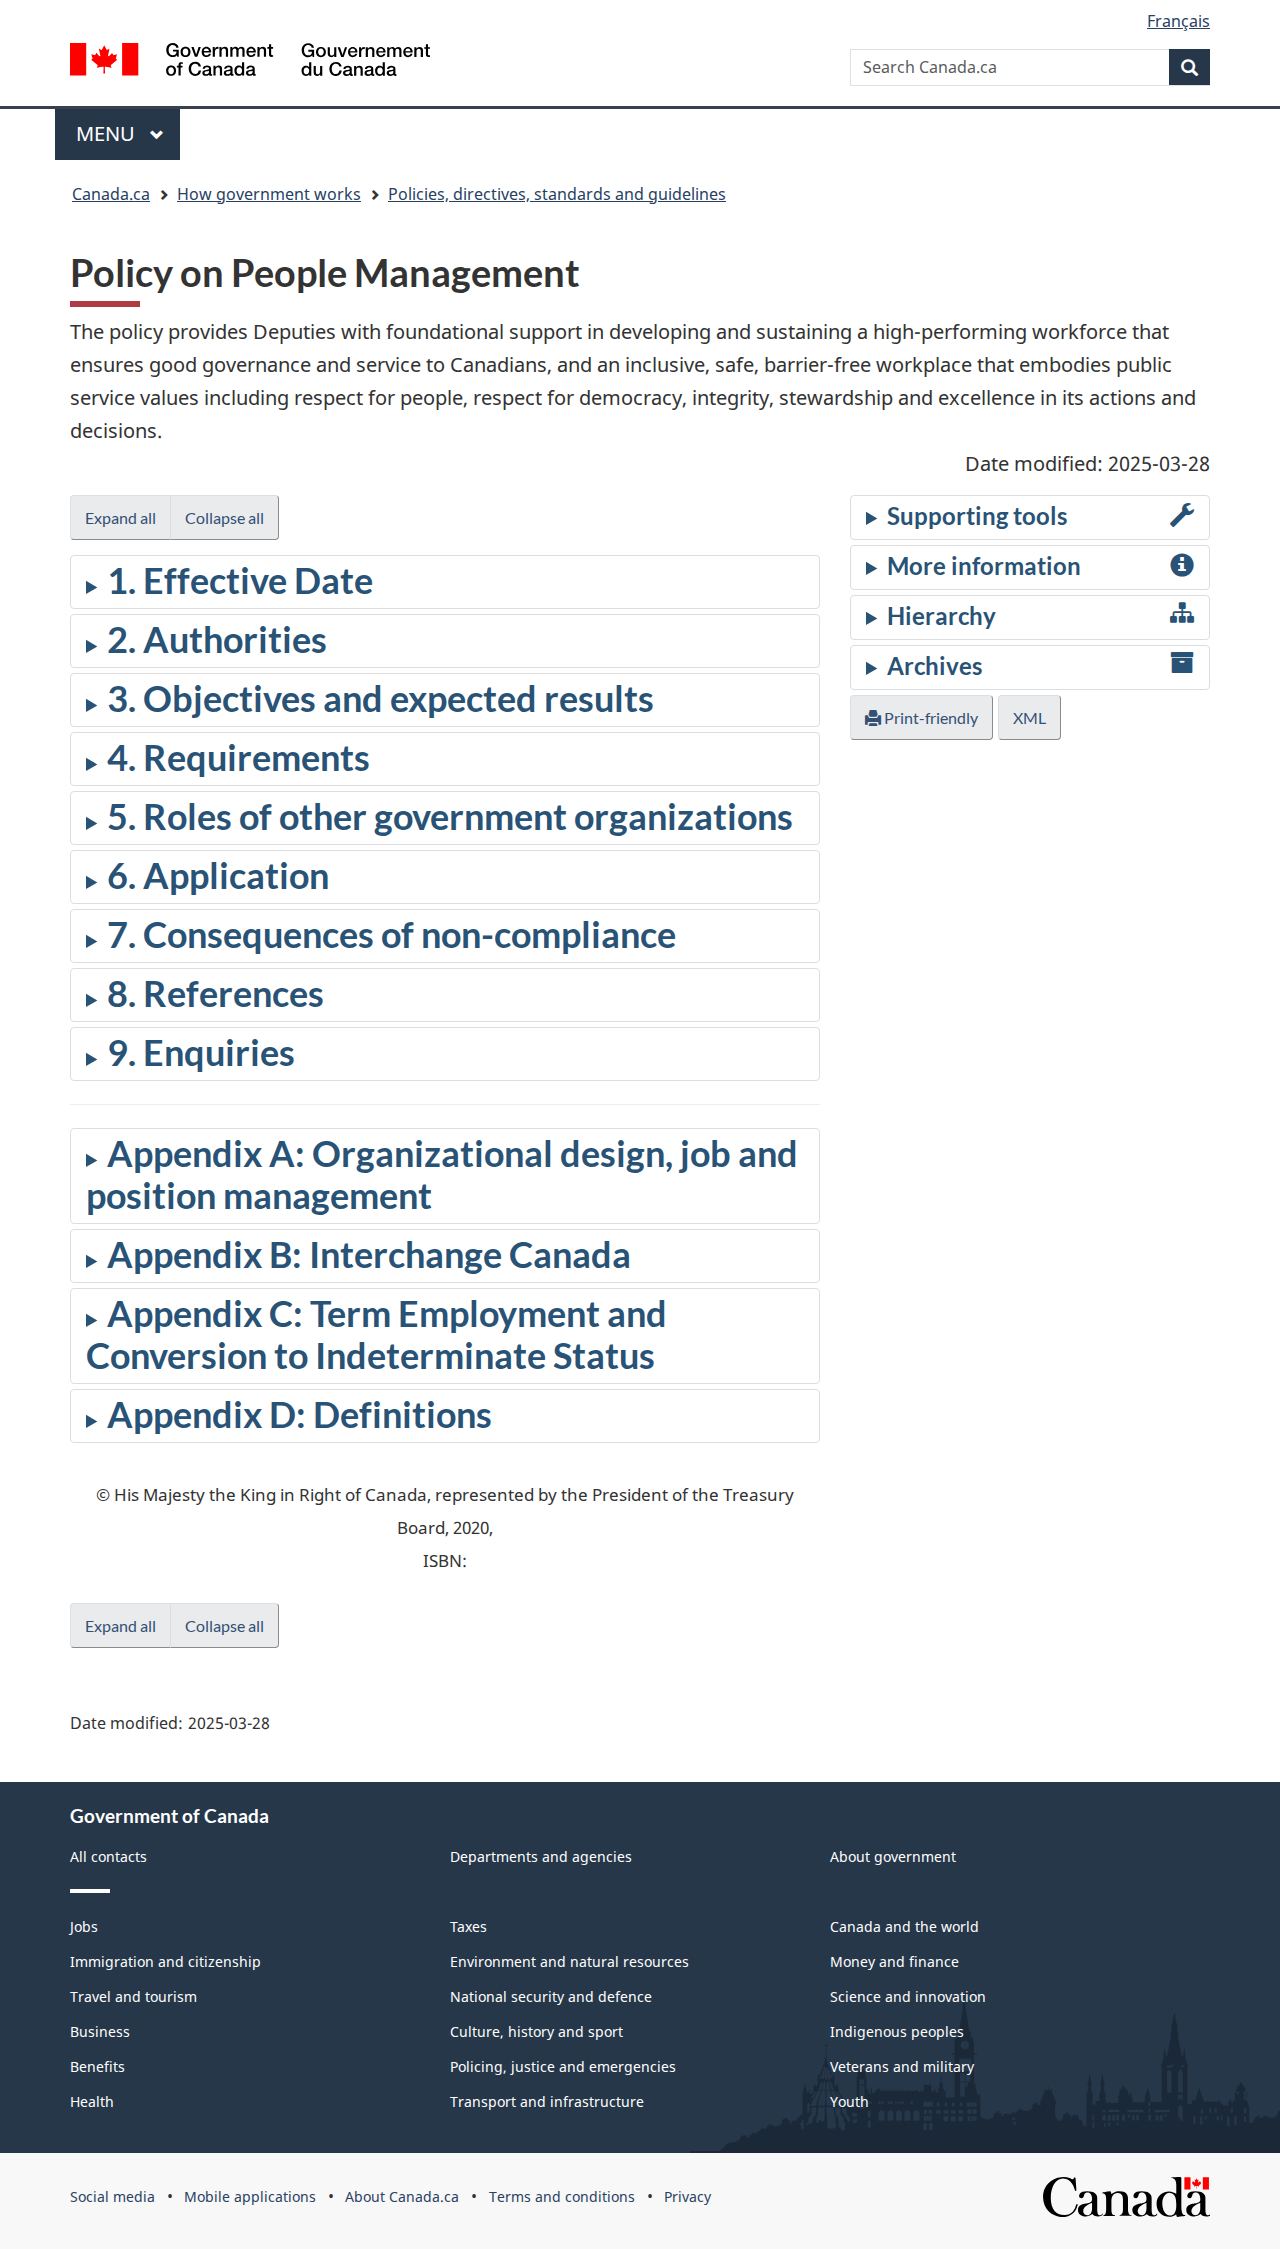 Français
Government of Canada
Gouvernement du Canada
Search Canada.ca
MENU
Canada.ca > How government works > Policies, directives, standards and guidelines
Policy on People Management
The policy provides Deputies with foundational support in developing and sustaining a high-performing workforce that
ensures good governance and service to Canadians, and an inclusive, safe, barrier-free workplace that embodies public
service values including respect for people, respect for democracy, integrity, stewardship and excellence in its actions and
decisions.
Date modified: 2025-03-28
Expand all Collapse all
1. Effective Date
2. Authorities
3. Objectives and expected results
4. Requirements
5. Roles of other government organizations
6. Application
7. Consequences of non-compliance
8. References
9. Enquiries
Appendix A: Organizational design, job and
position management
Appendix B: Interchange Canada
Appendix C: Term Employment and
Conversion to Indeterminate Status
Appendix D: Definitions
© His Majesty the King in Right of Canada, represented by the President of the Treasury
Board, 2020,
ISBN:
Expand all Collapse all
Supporting tools
More information
Hierarchy
Archives
Print-friendly XML
Date modified: 2025-03-28
Government of Canada
All contacts Departments and agencies About government
Jobs Taxes Canada and the world
Immigration and citizenship Environment and natural resources Money and finance
Travel and tourism National security and defence Science and innovation
Business Culture, history and sport Indigenous peoples
Benefits Policing, justice and emergencies Veterans and military
Health Transport and infrastructure Youth
Social media • Mobile applications • About Canada.ca • Terms and conditions • Privacy
Canada